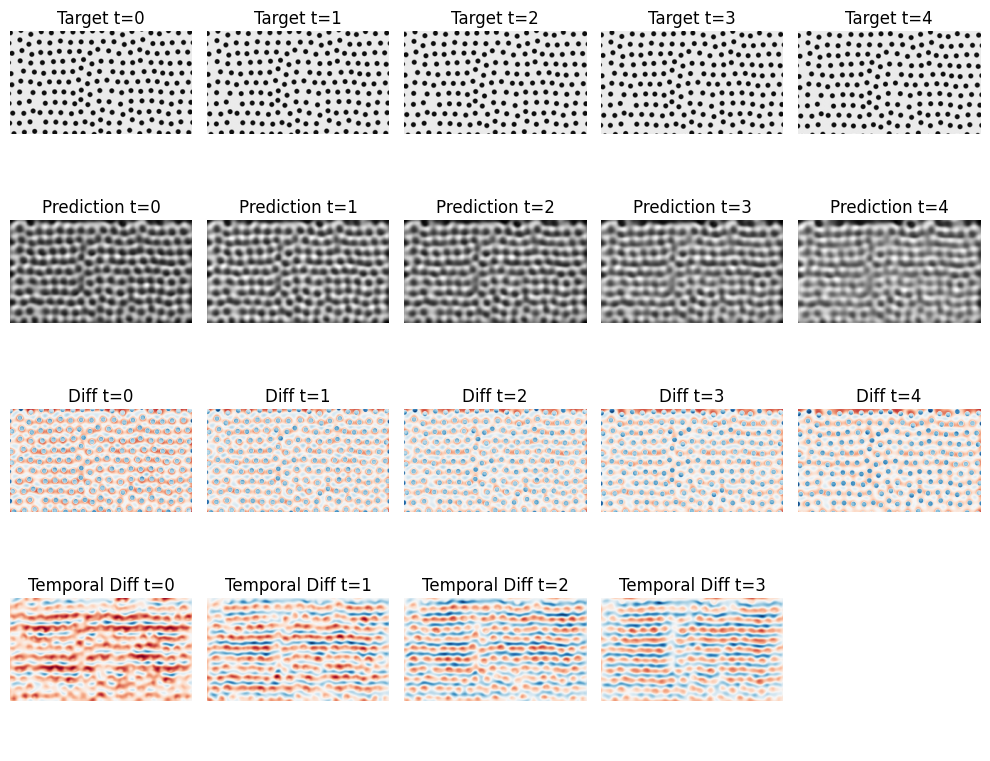 Target t=0 Target t=1 Target t=2 Target t=3 Target t=4
Prediction t=0 Prediction t=1 Prediction t=2 Prediction t=3 Prediction t=4
Diff t=0 Diff t=1 Diff t=2 Diff t=3 Diff t=4
Temporal Diff t=0 Temporal Diff t=1 Temporal Diff t=2 Temporal Diff t=3